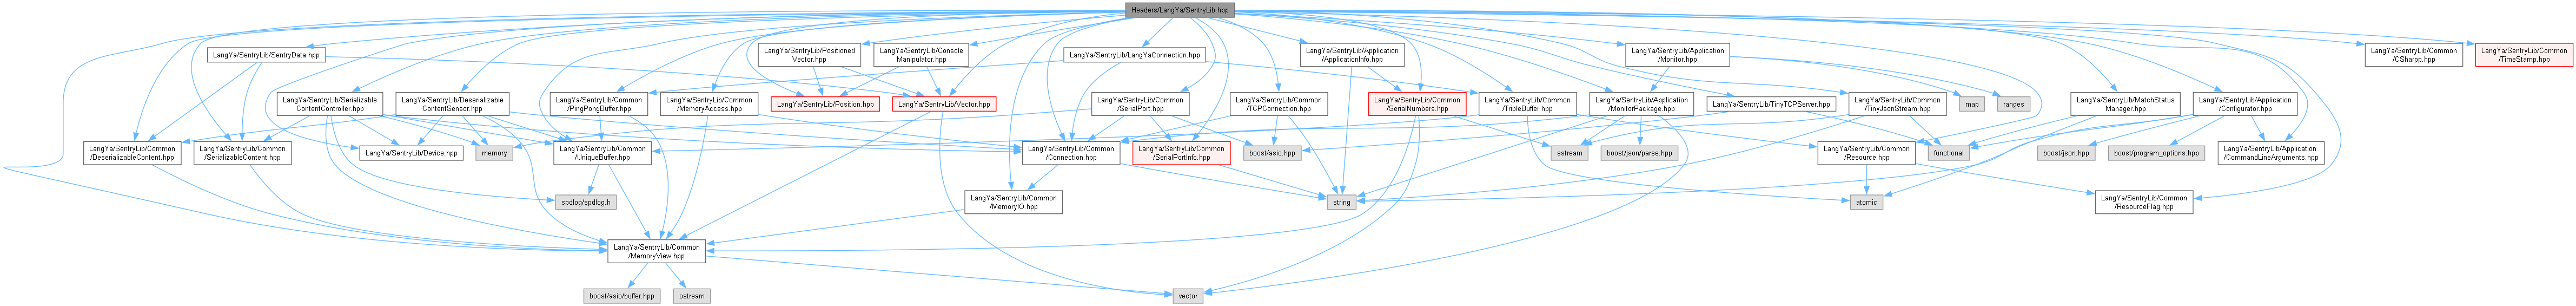 Headers/LangYa/SentryLib.hpp
LangYa/SentryLib/SentryData.hpp
LangYa/SentryLib/Positioned
Vector.hpp
LangYa/SentryLib/Console
Manipulator.hpp
LangYa/SentryLib/LangYaConnection.hpp
LangYa/SentryLib/Application
/ApplicationInfo.hpp
LangYa/SentryLib/Application
/Monitor.hpp
LangYa/SentryLib/Common
/CSharpp.hpp
LangYa/SentryLib/Common
/TimeStamp.hpp
LangYa/SentryLib/Serializable
ContentController.hpp
LangYa/SentryLib/Deserializable
ContentSensor.hpp
LangYa/SentryLib/Common
/PingPongBuffer.hpp
LangYa/SentryLib/Common
/MemoryAccess.hpp
LangYa/SentryLib/Position.hpp
LangYa/SentryLib/Vector.hpp
LangYa/SentryLib/Common
/SerialPort.hpp
LangYa/SentryLib/Common
/TCPConnection.hpp
LangYa/SentryLib/Common
/SerialNumbers.hpp
LangYa/SentryLib/Common
/TripleBuffer.hpp
LangYa/SentryLib/Application
/MonitorPackage.hpp
LangYa/SentryLib/TinyTCPServer.hpp
LangYa/SentryLib/Common
/TinyJsonStream.hpp
map
ranges
LangYa/SentryLib/MatchStatus
Manager.hpp
LangYa/SentryLib/Application
/Configurator.hpp
LangYa/SentryLib/Common
/DeserializableContent.hpp
LangYa/SentryLib/Common
/SerializableContent.hpp
LangYa/SentryLib/Device.hpp
memory
LangYa/SentryLib/Common
/UniqueBuffer.hpp
LangYa/SentryLib/Common
/Connection.hpp
LangYa/SentryLib/Common
/SerialPortInfo.hpp
boost/asio.hpp
sstream
boost/json/parse.hpp
LangYa/SentryLib/Common
/Resource.hpp
functional
boost/json.hpp
boost/program_options.hpp
LangYa/SentryLib/Application
/CommandLineArguments.hpp
spdlog/spdlog.h
LangYa/SentryLib/Common
/MemoryIO.hpp
string
atomic
LangYa/SentryLib/Common
/ResourceFlag.hpp
LangYa/SentryLib/Common
/MemoryView.hpp
boost/asio/buffer.hpp
ostream
vector